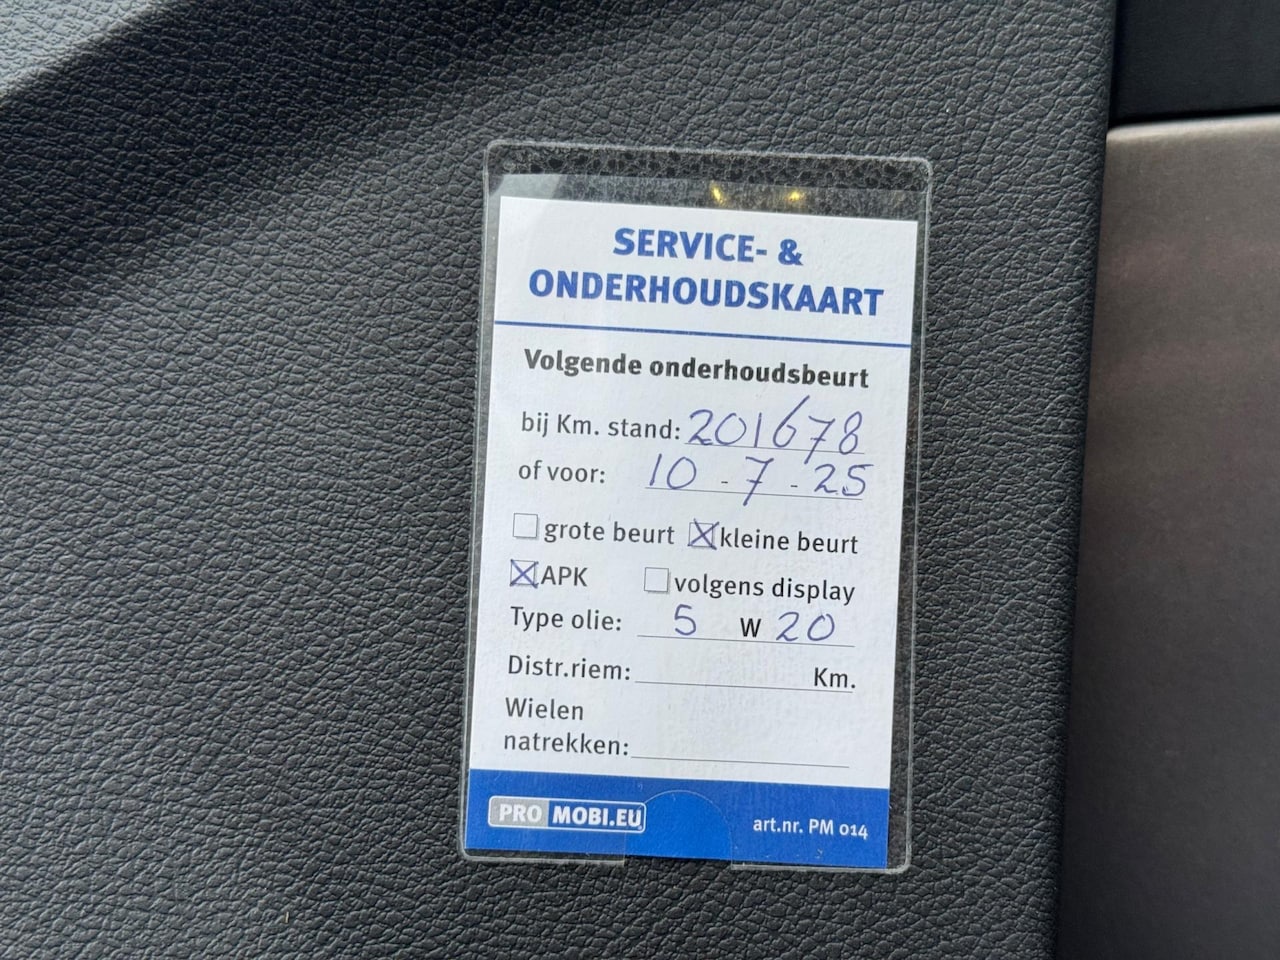 SERVICE- &
ONDERHOUDSKAART
Volgende onderhoudsbeurt
bij Km. stand: 201678
of voor: 10-7-25
grote beurt kleine beurt
APK volgens display
Type olie: 5 W 20
Distr.riem: Km.
Wielen
natrekken:
PRO MOBI.EU art.nr. PM 014